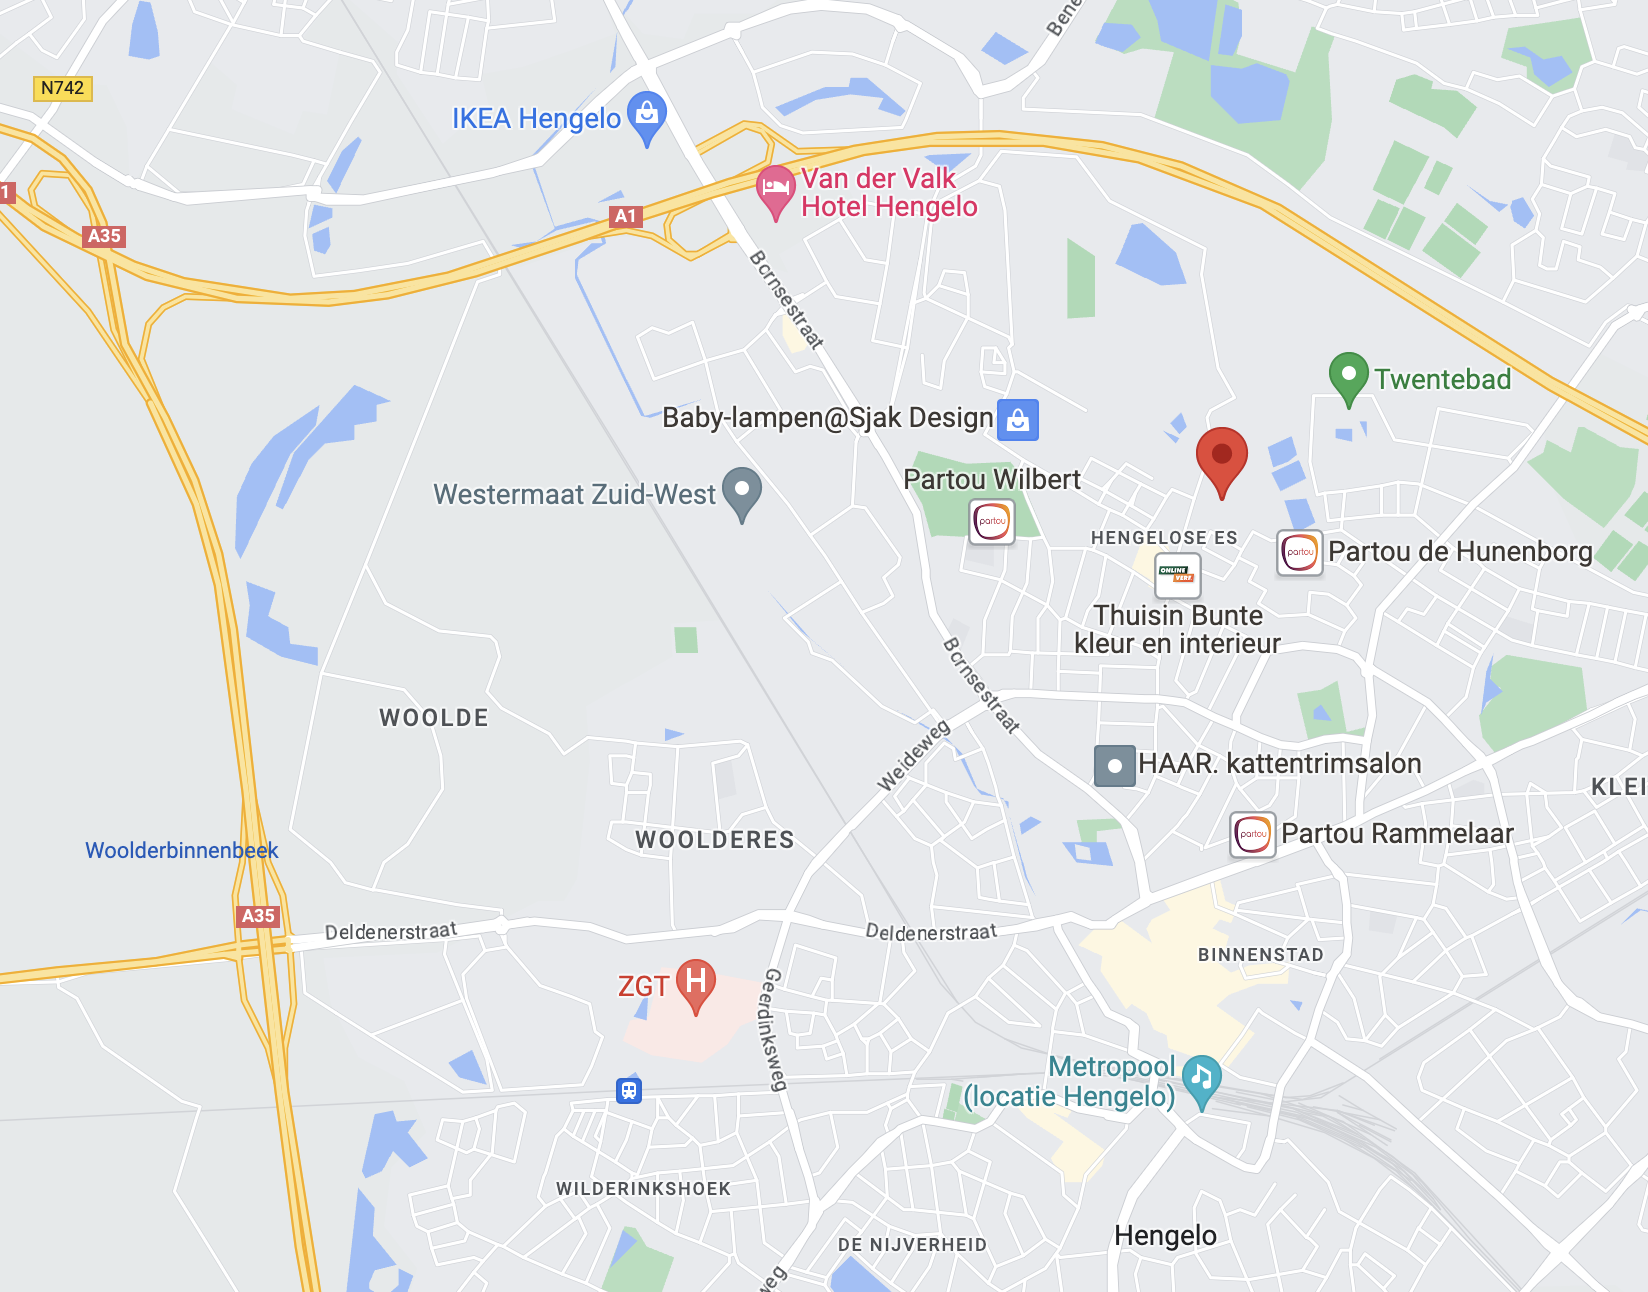 Bene
N742
IKEA Hengelo
Van der Valk
Hotel Hengelo
1
A1
A35
Bornsestraat
Twentebad
Baby-lampen@Sjak Design
Partou Wilbert
Westermaat Zuid-West
partou
HENGELOSE ES
partou
Partou de Hunenborg
ONLINE
VERF
Thuisin Bunte
kleur en interieur
Bornsestraat
WOOLDE
Weideweg
HAAR. kattentrimsalon
KLEI
WOOLDERES
partou
Partou Rammelaar
Woolderbinnenbeek
A35
Deldenerstraat
Deldenerstraat
BINNENSTAD
ZGT
H
Geerdinksweg
Metropool
(locatie Hengelo)
WILDERINKSHOEK
DE NIJVERHEID
Hengelo
weg